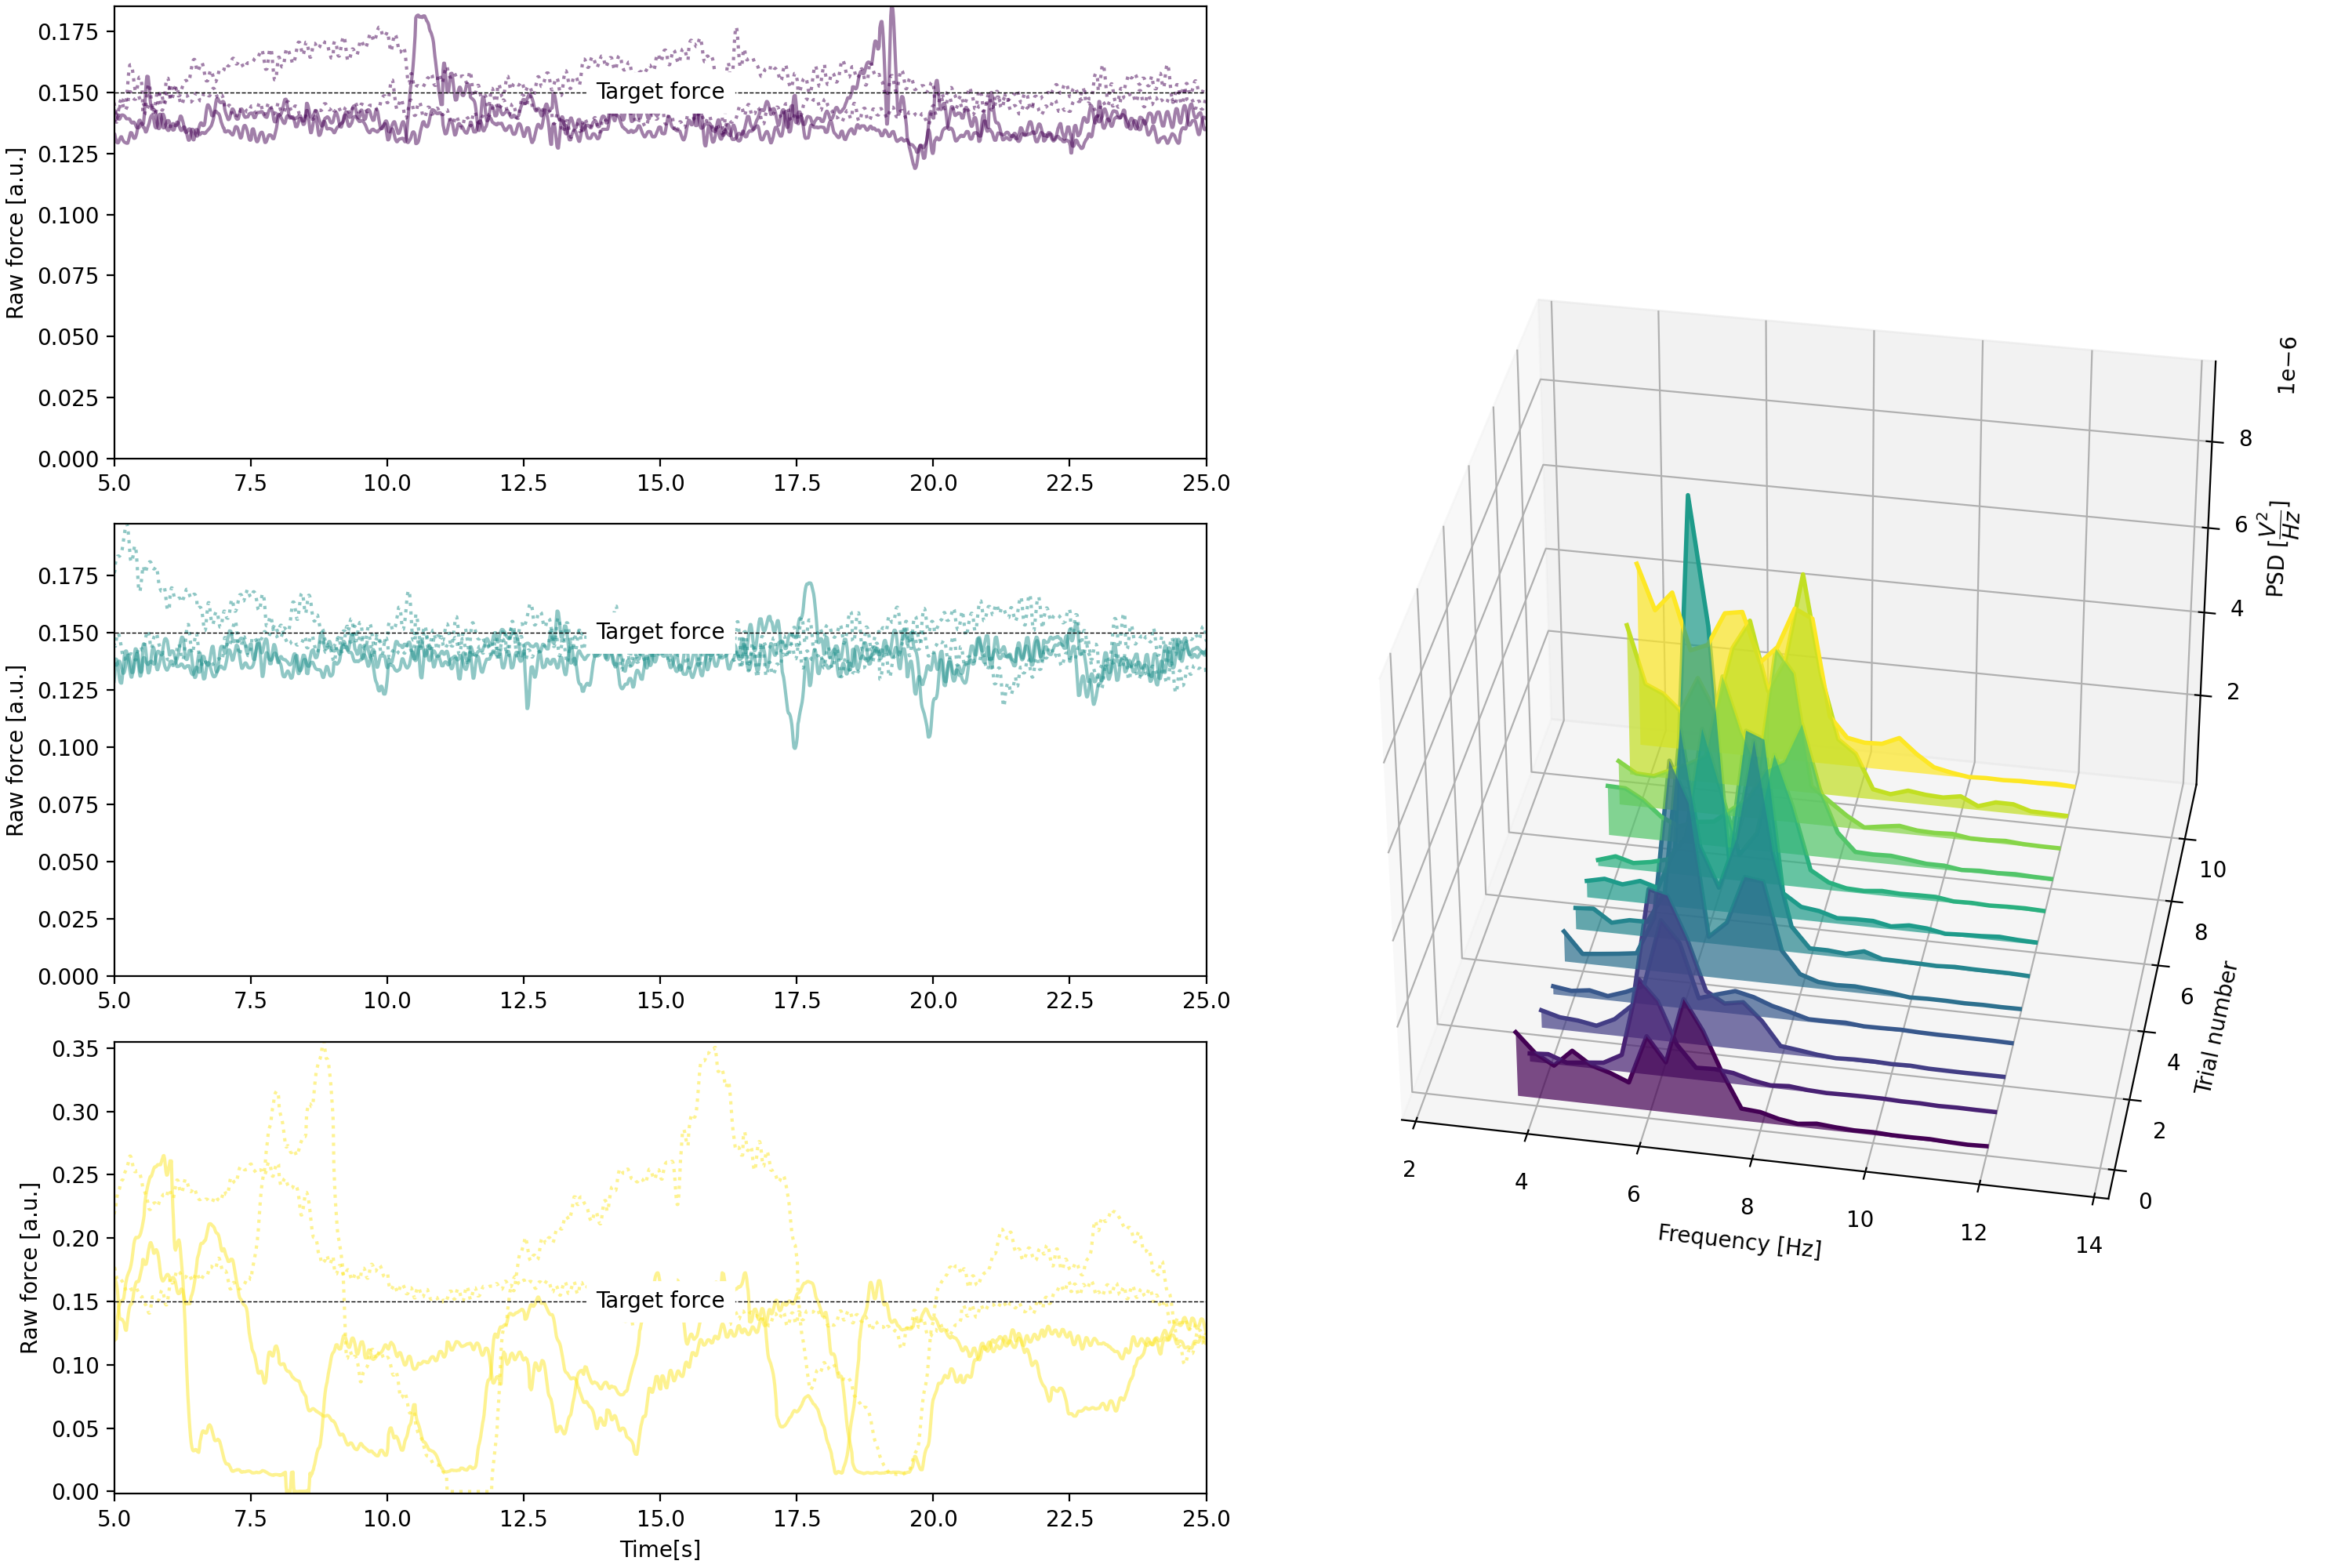 0.175
0.150
0.125
0.100
0.075
0.050
0.025
0.000
Raw force [a.u.]
Target force
5.0 7.5 10.0 12.5 15.0 17.5 20.0 22.5 25.0
0.175
0.150
0.125
0.100
0.075
0.050
0.025
0.000
Raw force [a.u.]
Target force
5.0 7.5 10.0 12.5 15.0 17.5 20.0 22.5 25.0
0.35
0.30
0.25
0.20
0.15
0.10
0.05
0.00
Raw force [a.u.]
Target force
5.0 7.5 10.0 12.5 15.0 17.5 20.0 22.5 25.0
Time[s]
1e−6
8
6
4
2
PSD [V²/Hz]
10
8
6
4
2
0
Trial number
2 4 6 8 10 12 14
Frequency [Hz]